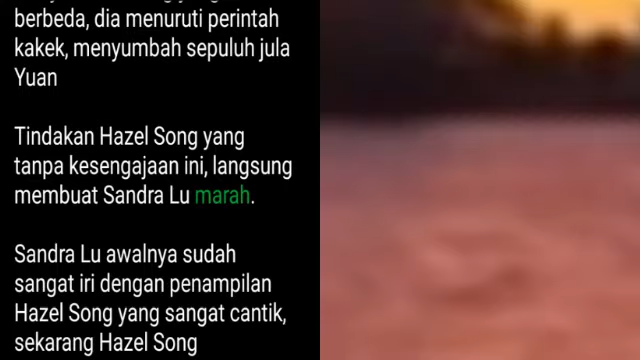 berbeda, dia menuruti perintah
kakek, menyumbah sepuluh jula
Yuan
Tindakan Hazel Song yang
tanpa kesengajaan ini, langsung
membuat Sandra Lu marah.
Sandra Lu awalnya sudah
sangat iri dengan penampilan
Hazel Song yang sangat cantik,
sekarang Hazel Song